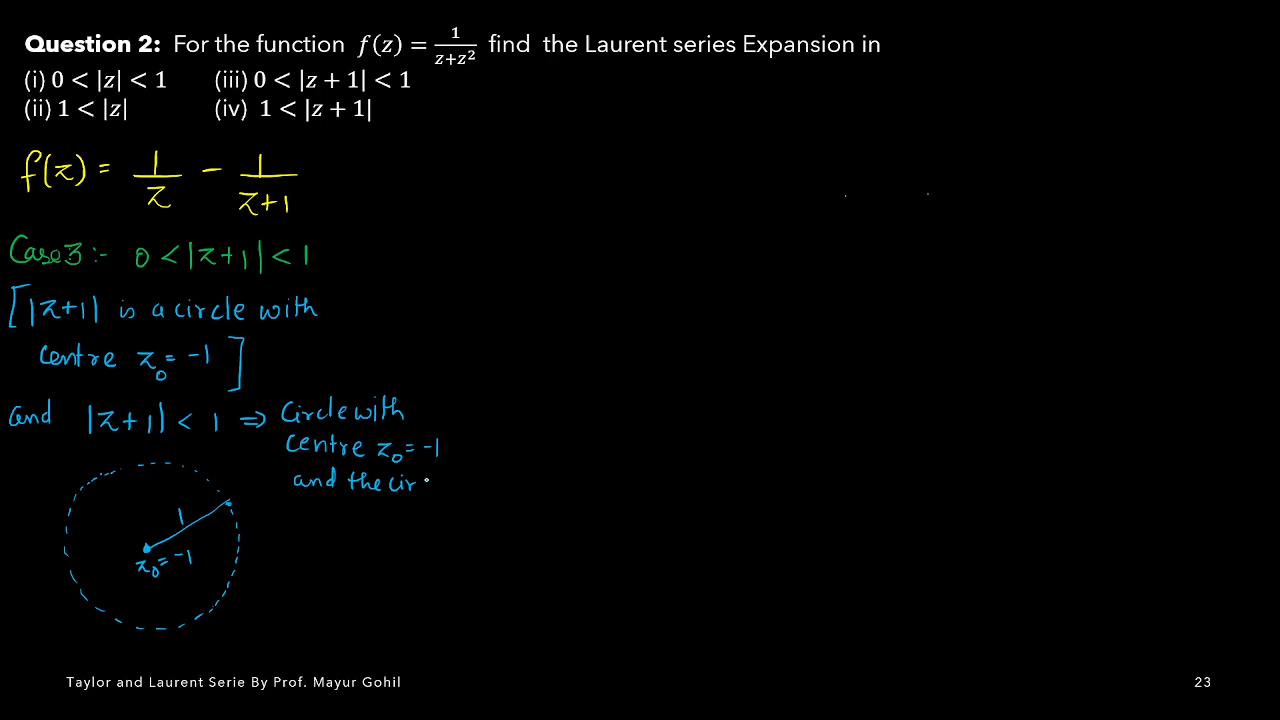 Question 2: For the function f(z) = 1/(z+z²) find the Laurent series Expansion in
(i) 0 < |z| < 1 (iii) 0 < |z + 1| < 1
(ii) 1 < |z| (iv) 1 < |z + 1|
f(z) = 1/z - 1/(z+1)
Case 3 :- 0 < |z+1| < 1
[|z+1| is a circle with
centre z₀ = -1]
and |z+1| < 1 ⇒ Circle with
centre z₀ = -1
and the cir
1
z₀ = -1
Taylor and Laurent Serie By Prof. Mayur Gohil 23